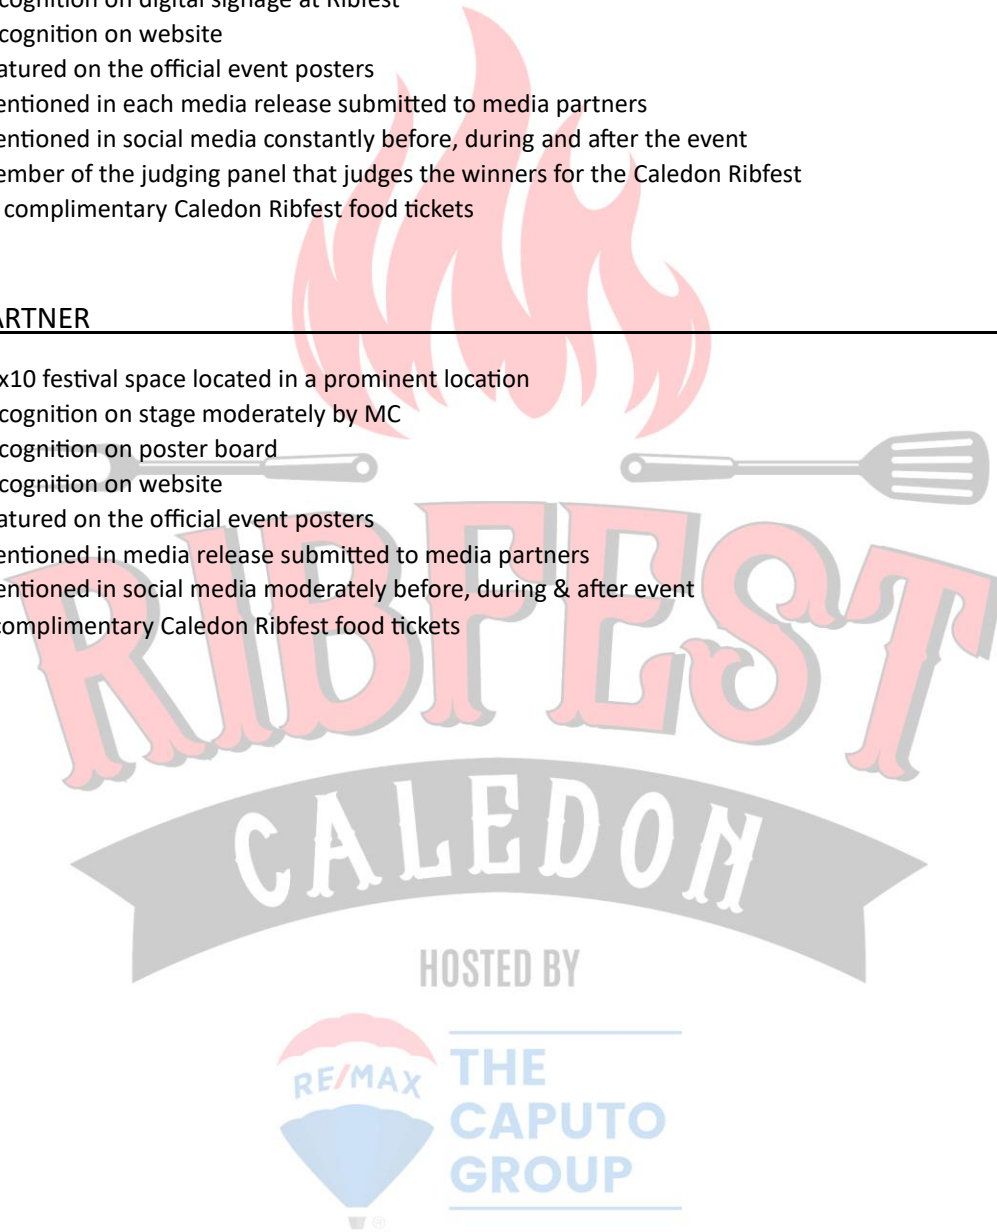 cognition on digital signage at Ribfest
cognition on website
atured on the official event posters
entioned in each media release submitted to media partners
entioned in social media constantly before, during and after the event
ember of the judging panel that judges the winners for the Caledon Ribfest
complimentary Caledon Ribfest food tickets
ARTNER
x10 festival space located in a prominent location
cognition on stage moderately by MC
cognition on poster board
cognition on website
atured on the official event posters
entioned in media release submitted to media partners
entioned in social media moderately before, during & after event
complimentary Caledon Ribfest food tickets
RIBFEST
CALEDON
HOSTED BY
RE/MAX
THE
CAPUTO
GROUP